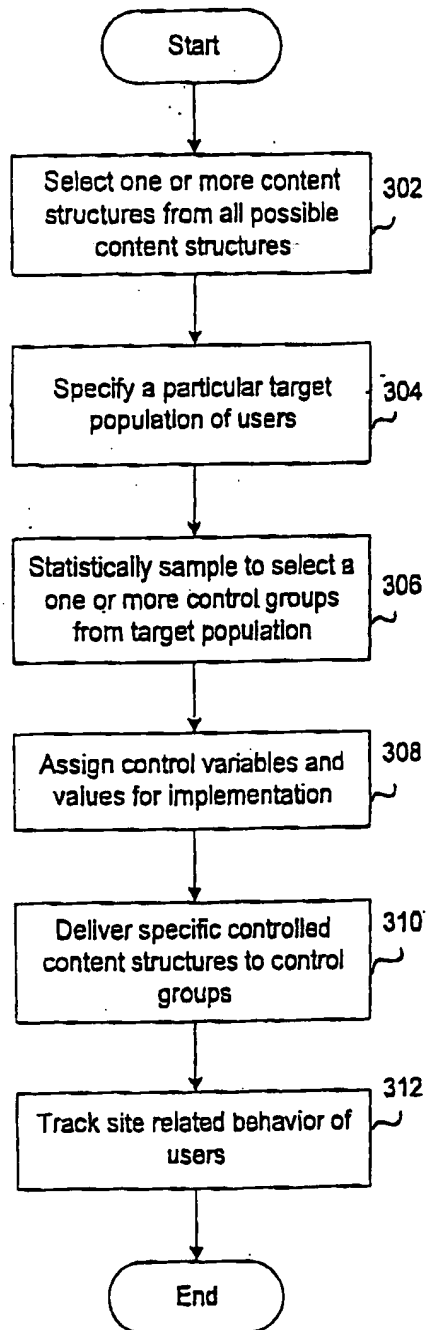 Start
Select one or more content
structures from all possible
content structures
302
Specify a particular target
population of users
304
Statistically sample to select a
one or more control groups
from target population
306
Assign control variables and
values for implementation
308
Deliver specific controlled
content structures to control
groups
310
Track site related behavior of
users
312
End